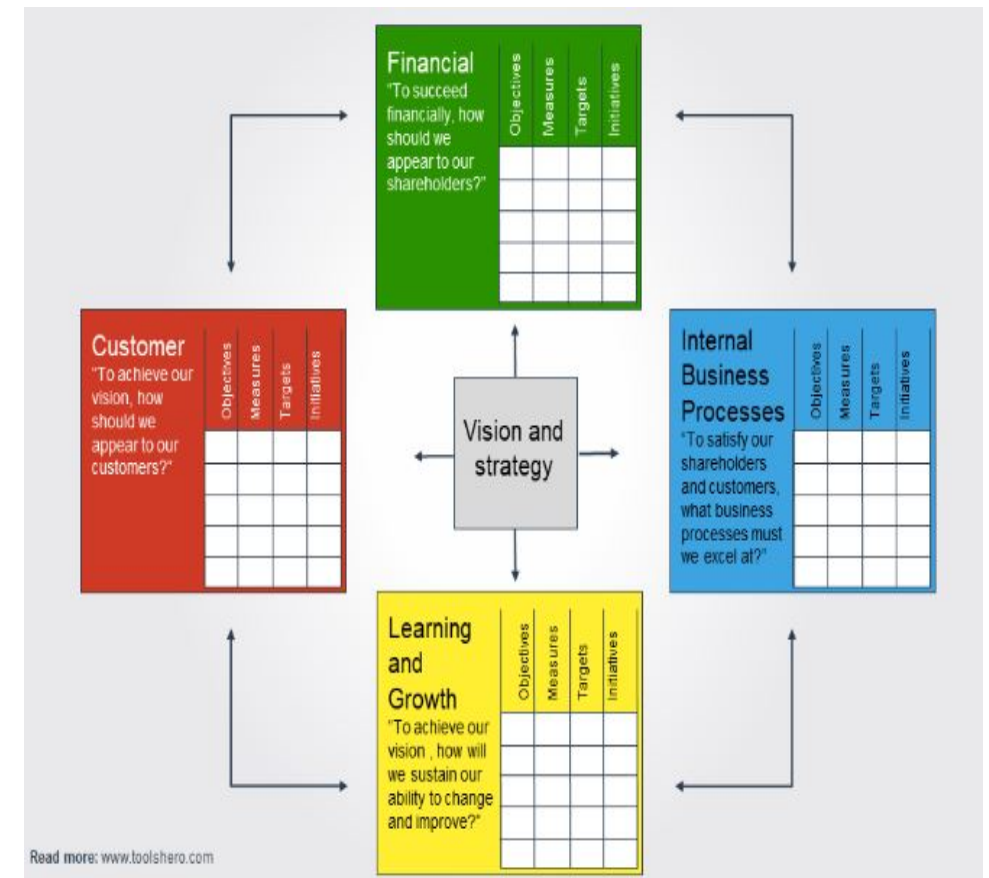 Financial
"To succeed
financially, how
should we
appear to our
shareholders?"
Objectives
Measures
Targets
Initiatives
Customer
"To achieve our
vision, how
should we
appear to our
customers?"
Objectives
Measures
Targets
Initiatives
Vision and
strategy
Internal
Business
Processes
"To satisfy our
shareholders
and customers,
what business
processes must
we excel at?"
Objectives
Measures
Targets
Initiatives
Learning
and
Growth
"To achieve our
vision , how will
we sustain our
ability to change
and improve?"
Objectives
Measures
Targets
Initiatives
Read more: www.toolshero.com